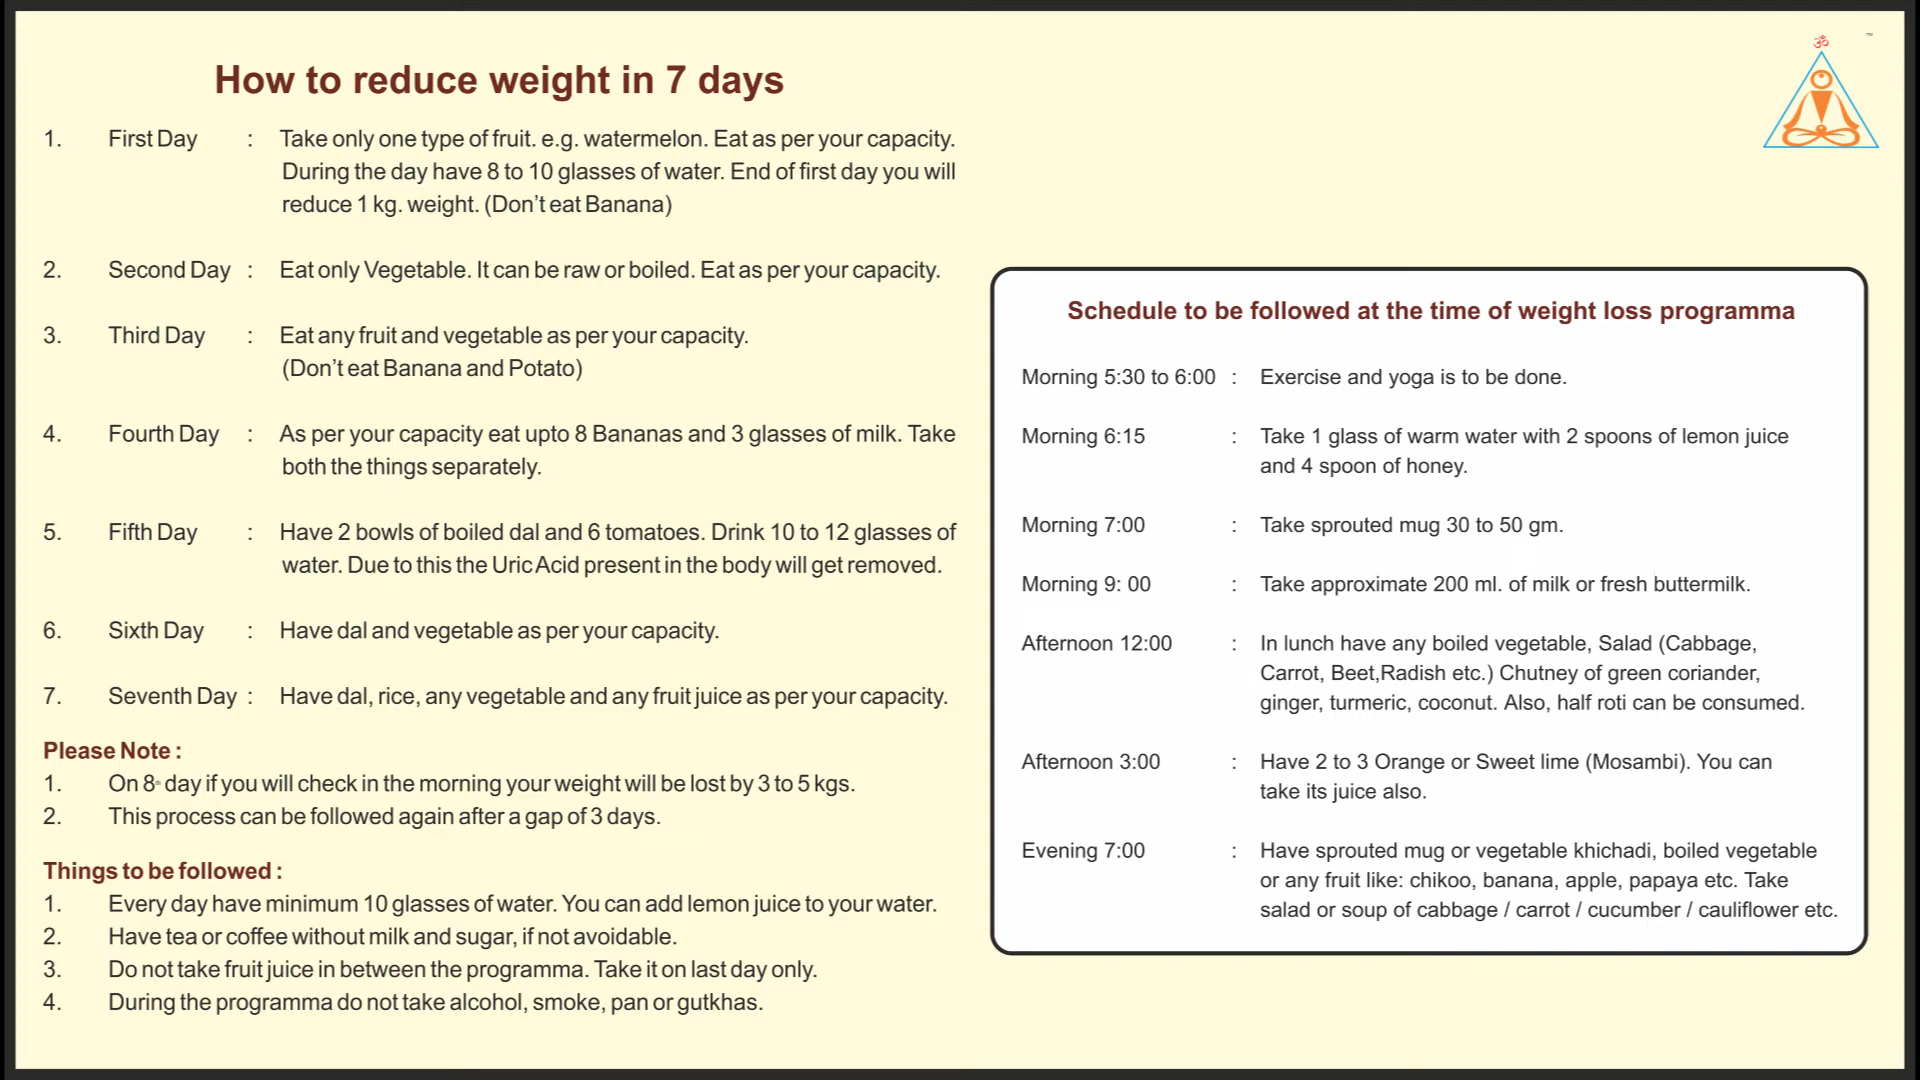 ॐ
™
How to reduce weight in 7 days
1. First Day : Take only one type of fruit. e.g. watermelon. Eat as per your capacity.
During the day have 8 to 10 glasses of water. End of first day you will
reduce 1 kg. weight. (Don't eat Banana)
2. Second Day : Eat only Vegetable. It can be raw or boiled. Eat as per your capacity.
3. Third Day : Eat any fruit and vegetable as per your capacity.
(Don't eat Banana and Potato)
4. Fourth Day : As per your capacity eat upto 8 Bananas and 3 glasses of milk. Take
both the things separately.
5. Fifth Day : Have 2 bowls of boiled dal and 6 tomatoes. Drink 10 to 12 glasses of
water. Due to this the Uric Acid present in the body will get removed.
6. Sixth Day : Have dal and vegetable as per your capacity.
7. Seventh Day : Have dal, rice, any vegetable and any fruit juice as per your capacity.
Please Note :
1. On 8th day if you will check in the morning your weight will be lost by 3 to 5 kgs.
2. This process can be followed again after a gap of 3 days.
Things to be followed :
1. Every day have minimum 10 glasses of water. You can add lemon juice to your water.
2. Have tea or coffee without milk and sugar, if not avoidable.
3. Do not take fruit juice in between the programma. Take it on last day only.
4. During the programma do not take alcohol, smoke, pan or gutkhas.
Schedule to be followed at the time of weight loss programma
Morning 5:30 to 6:00 : Exercise and yoga is to be done.
Morning 6:15 : Take 1 glass of warm water with 2 spoons of lemon juice
and 4 spoon of honey.
Morning 7:00 : Take sprouted mug 30 to 50 gm.
Morning 9: 00 : Take approximate 200 ml. of milk or fresh buttermilk.
Afternoon 12:00 : In lunch have any boiled vegetable, Salad (Cabbage,
Carrot, Beet,Radish etc.) Chutney of green coriander,
ginger, turmeric, coconut. Also, half roti can be consumed.
Afternoon 3:00 : Have 2 to 3 Orange or Sweet lime (Mosambi). You can
take its juice also.
Evening 7:00 : Have sprouted mug or vegetable khichadi, boiled vegetable
or any fruit like: chikoo, banana, apple, papaya etc. Take
salad or soup of cabbage / carrot / cucumber / cauliflower etc.